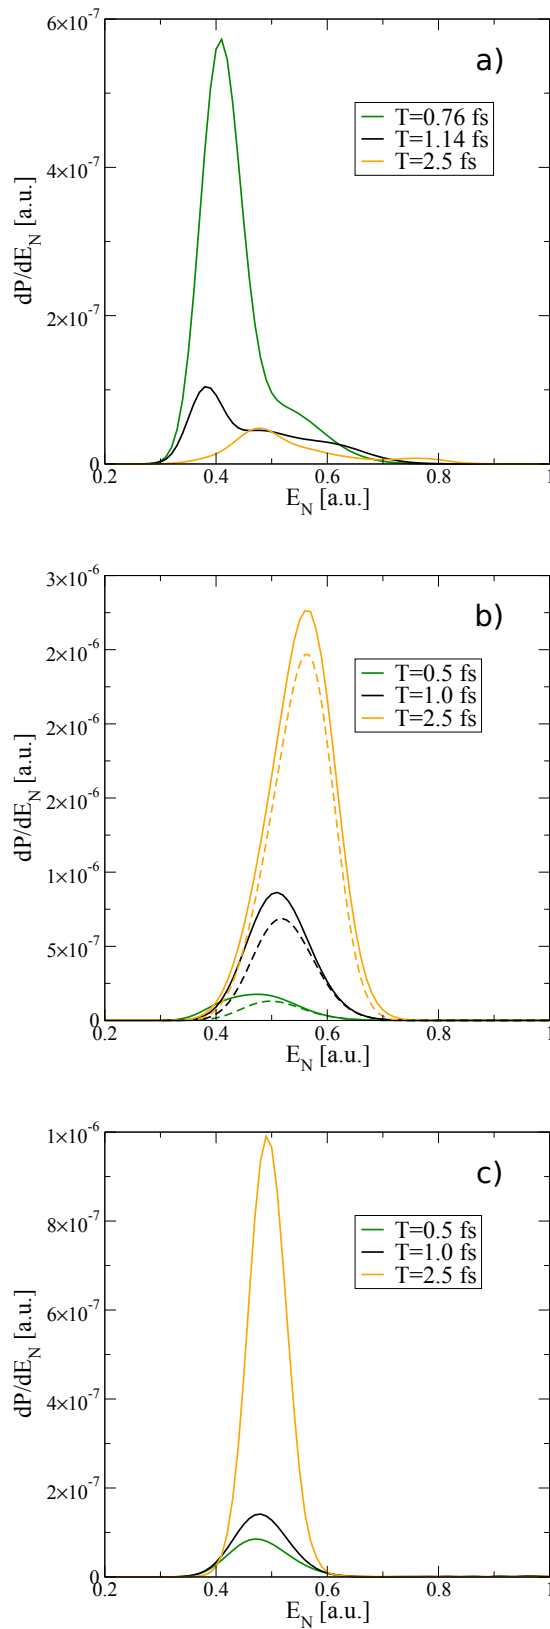 6×10⁻⁷
a)
T=0.76 fs
T=1.14 fs
T=2.5 fs
4×10⁻⁷
dP/dE_N [a.u.]
2×10⁻⁷
0
0.2 0.4 0.6 0.8 1
E_N [a.u.]
3×10⁻⁶
b)
2×10⁻⁶
T=0.5 fs
T=1.0 fs
T=2.5 fs
2×10⁻⁶
2×10⁻⁶
dP/dE_N [a.u.]
1×10⁻⁶
5×10⁻⁷
0
0.2 0.4 0.6 0.8 1
E_N [a.u.]
1×10⁻⁶
c)
8×10⁻⁷
T=0.5 fs
T=1.0 fs
T=2.5 fs
6×10⁻⁷
dP/dE_N [a.u.]
4×10⁻⁷
2×10⁻⁷
0
0.2 0.4 0.6 0.8 1
E_N [a.u.]